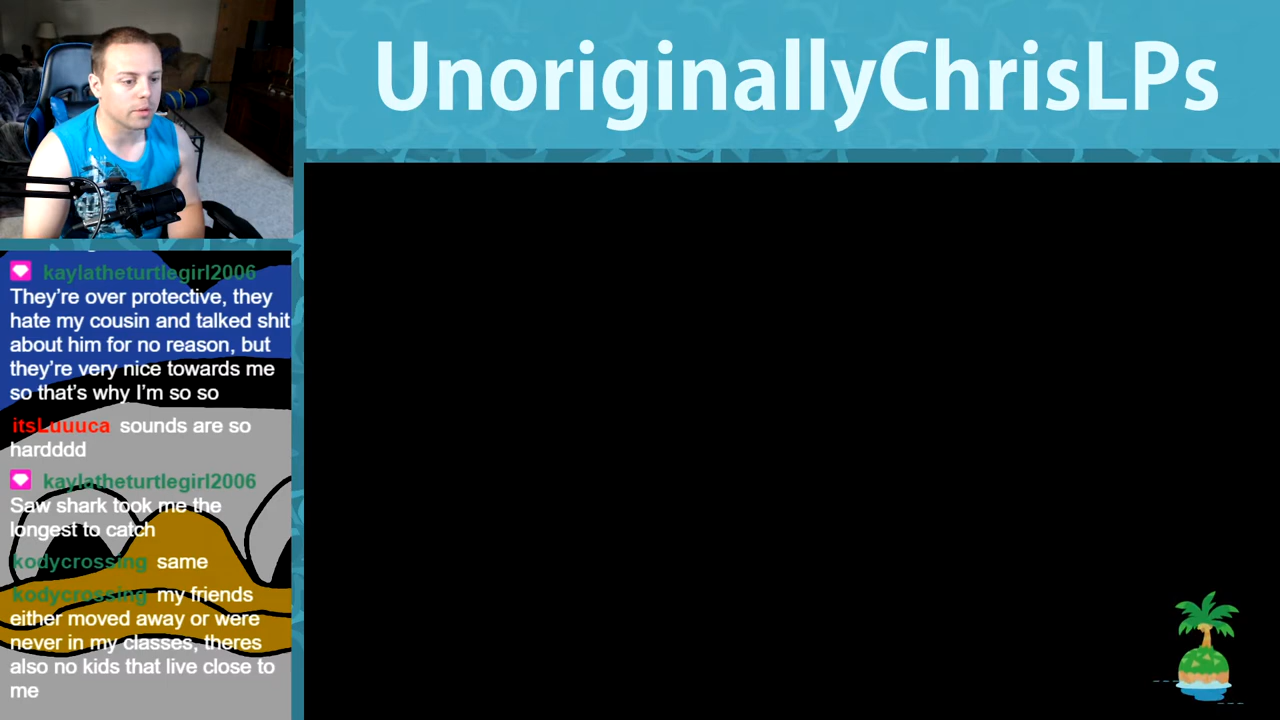 UnoriginallyChrisLPs
kaylatheturtlegirl2006
They're over protective, they
hate my cousin and talked shit
about him for no reason, but
they're very nice towards me
so that's why I'm so so
itsLuuuca sounds are so
hardddd
kaylatheturtlegirl2006
Saw shark took me the
longest to catch
kodycrossing same
kodycrossing my friends
either moved away or were
never in my classes, theres
also no kids that live close to
me